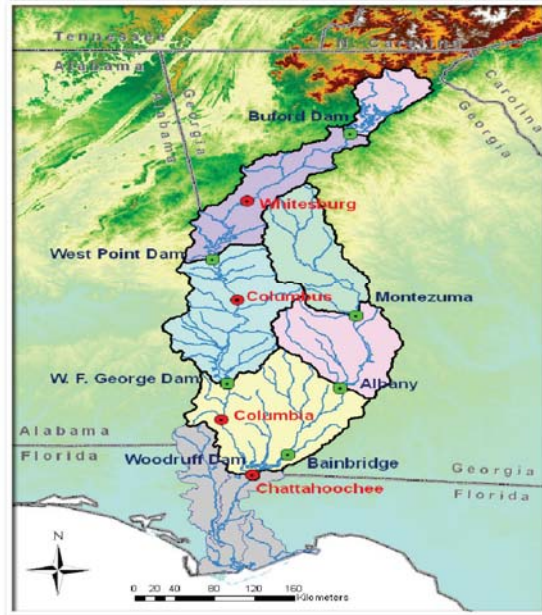 Tennessee
N. Carolina
Alabama
Alabama
Georgia
Carolina
Georgia
Buford Dam
Whitesburg
West Point Dam
Columbus
Montezuma
W. F. George Dam
Albany
Columbia
Alabama
Florida
Woodruff Dam
Bainbridge
Georgia
Florida
Chattahoochee
N
0 20 40 80 120 160
Kilometers